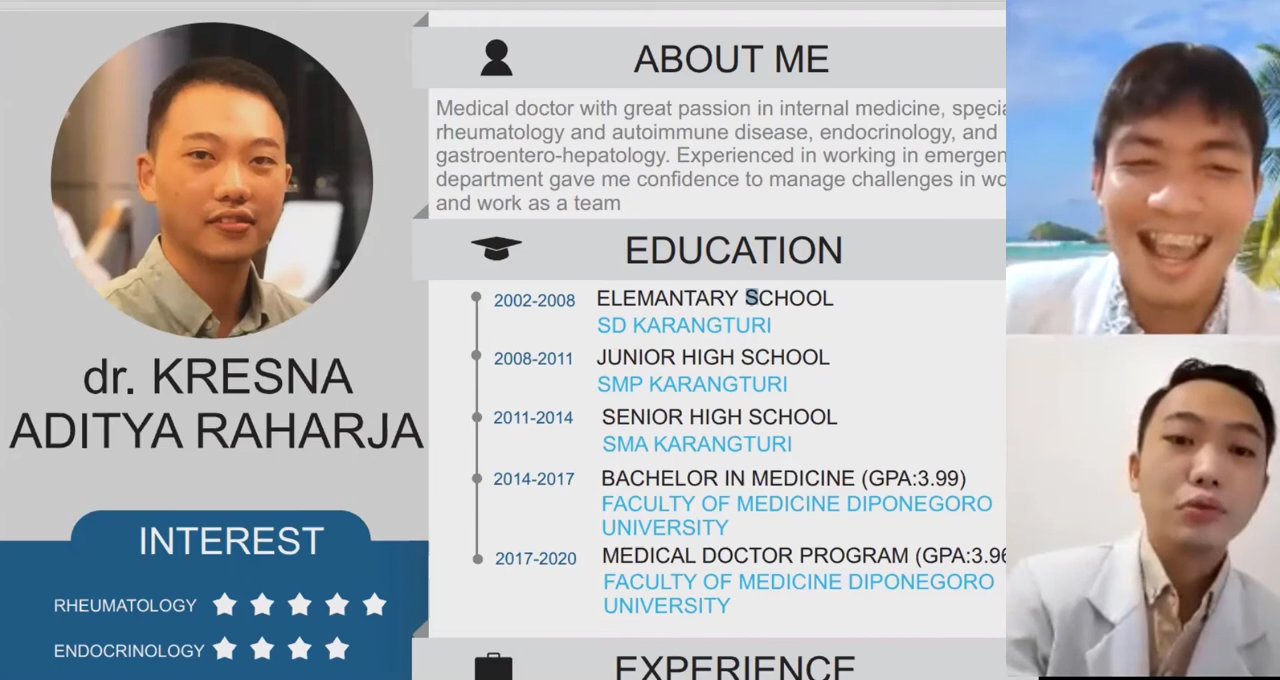 ABOUT ME
Medical doctor with great passion in internal medicine, specia
rheumatology and autoimmune disease, endocrinology, and
gastroentero-hepatology. Experienced in working in emergen
department gave me confidence to manage challenges in wo
and work as a team
EDUCATION
2002-2008 ELEMANTARY SCHOOL
SD KARANGTURI
2008-2011 JUNIOR HIGH SCHOOL
SMP KARANGTURI
2011-2014 SENIOR HIGH SCHOOL
SMA KARANGTURI
2014-2017 BACHELOR IN MEDICINE (GPA:3.99)
FACULTY OF MEDICINE DIPONEGORO
UNIVERSITY
2017-2020 MEDICAL DOCTOR PROGRAM (GPA:3.96
FACULTY OF MEDICINE DIPONEGORO
UNIVERSITY
EXPERIENCE
dr. KRESNA
ADITYA RAHARJA
INTEREST
RHEUMATOLOGY
ENDOCRINOLOGY